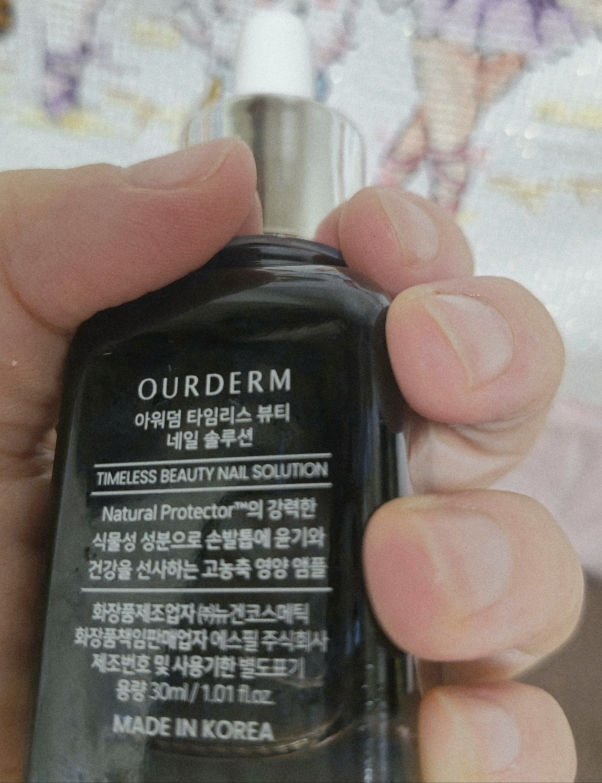 OURDERM
아워덤 타임리스 뷰티
네일 솔루션
TIMELESS BEAUTY NAIL SOLUTION
Natural Protector™의 강력한
식물성 성분으로 손발톱에 윤기와
건강을 선사하는 고농축 영양 앰플
화장품제조업자 ㈜뉴겐코스메틱
화장품책임판매업자 에스필 주식회사
제조번호 및 사용기한 별도표기
용량 30ml / 1.01 fl.oz.
MADE IN KOREA